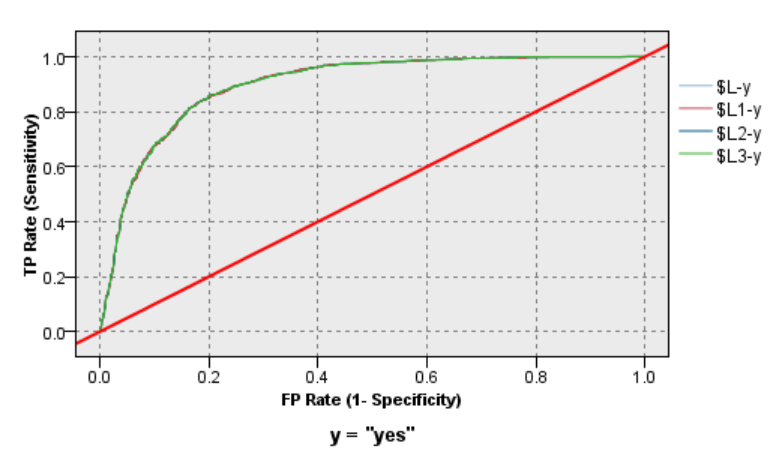 TP Rate (Sensitivity)
1.0
0.8
0.6
0.4
0.2
0.0
0.0 0.2 0.4 0.6 0.8 1.0
FP Rate (1- Specificity)
y = "yes"
$L-y
$L1-y
$L2-y
$L3-y